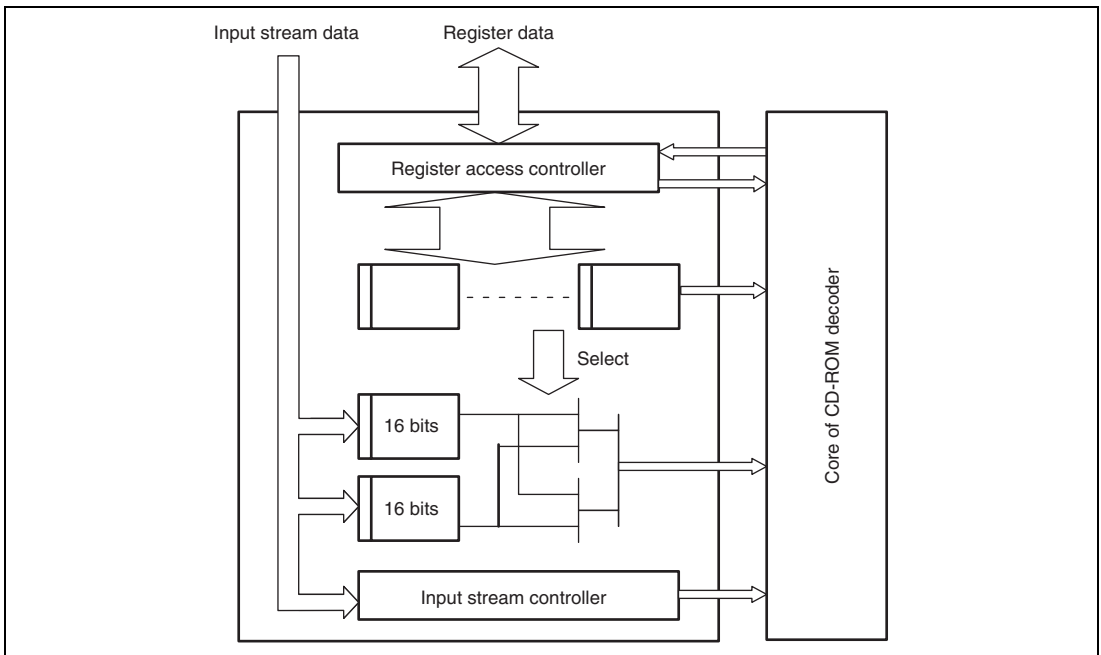 Input stream data
Register data
Register access controller
Select
16 bits
16 bits
Input stream controller
Core of CD-ROM decoder